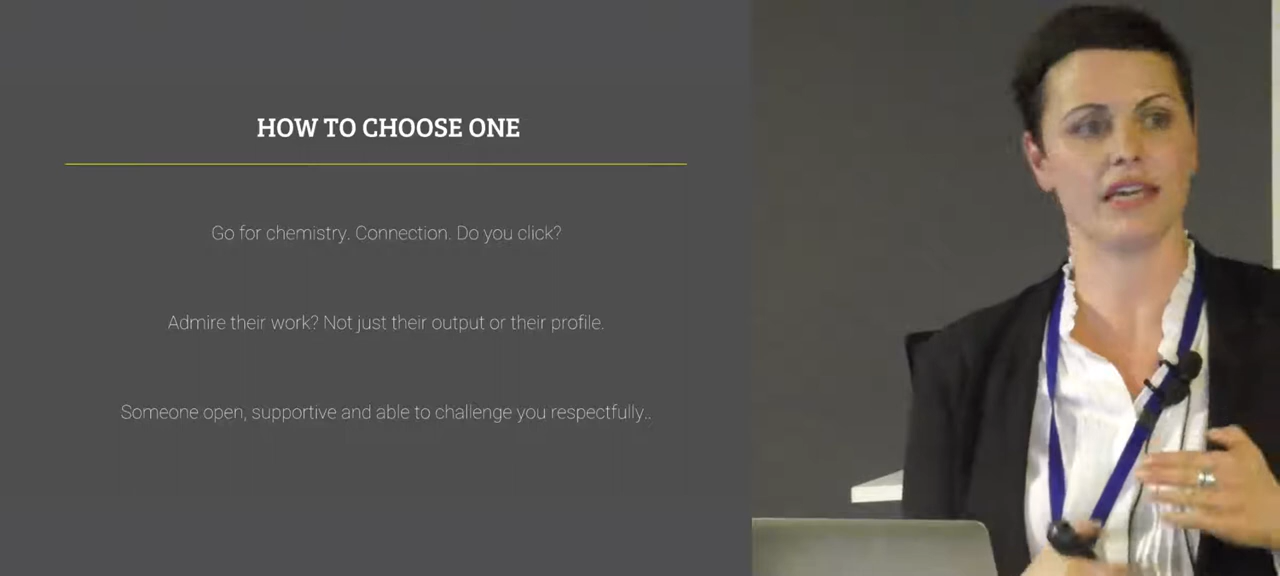 HOW TO CHOOSE ONE
Go for chemistry. Connection. Do you click?
Admire their work? Not just their output or their profile.
Someone open, supportive and able to challenge you respectfully..